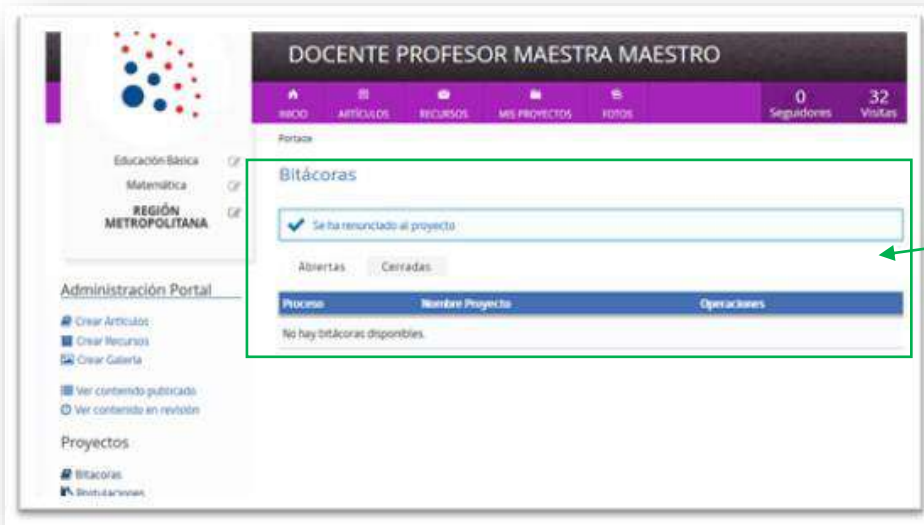 DOCENTE PROFESOR MAESTRA MAESTRO
INICIO ARTÍCULOS RECURSOS MIS PROYECTOS FOTOS
0 Seguidores
32 Visitas
Portada
Educación Básica
Matemática
REGIÓN
METROPOLITANA
Bitácoras
Se ha renunciado al proyecto
Abiertas Cerradas
Proceso Nombre Proyecto Operaciones
No hay bitácoras disponibles.
Administración Portal
Crear Artículos
Crear Recursos
Crear Galería
Ver contenido publicado
Ver contenido en revisión
Proyectos
Bitacoras
Postulaciones